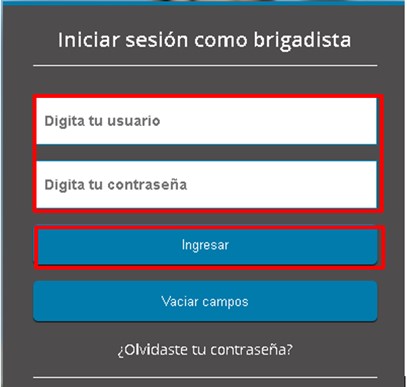 Iniciar sesión como brigadista
Digita tu usuario
Digita tu contraseña
Ingresar
Vaciar campos
¿Olvidaste tu contraseña?